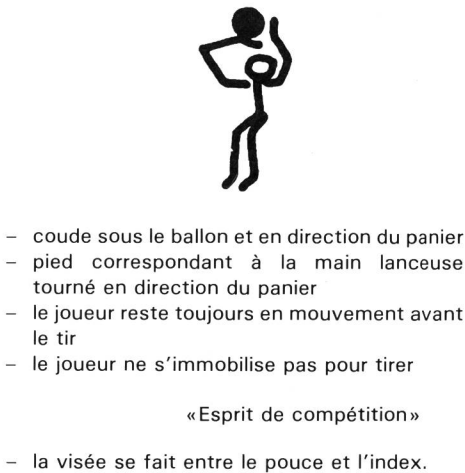 – coude sous le ballon et en direction du panier
– pied correspondant à la main lanceuse
tourné en direction du panier
– le joueur reste toujours en mouvement avant
le tir
– le joueur ne s'immobilise pas pour tirer
«Esprit de compétition»
– la visée se fait entre le pouce et l'index.